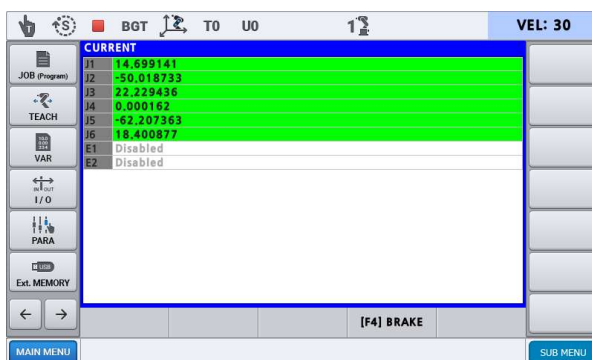 BGT T0 U0 1 VEL: 30
JOB (Program)
TEACH
VAR
IN OUT
I / O
PARA
USB
Ext. MEMORY
MAIN MENU
CURRENT
J1 14,699141
J2 -50,018733
J3 22,229436
J4 0,000162
J5 -62,207363
J6 18,400877
E1 Disabled
E2 Disabled
[F4] BRAKE
SUB MENU